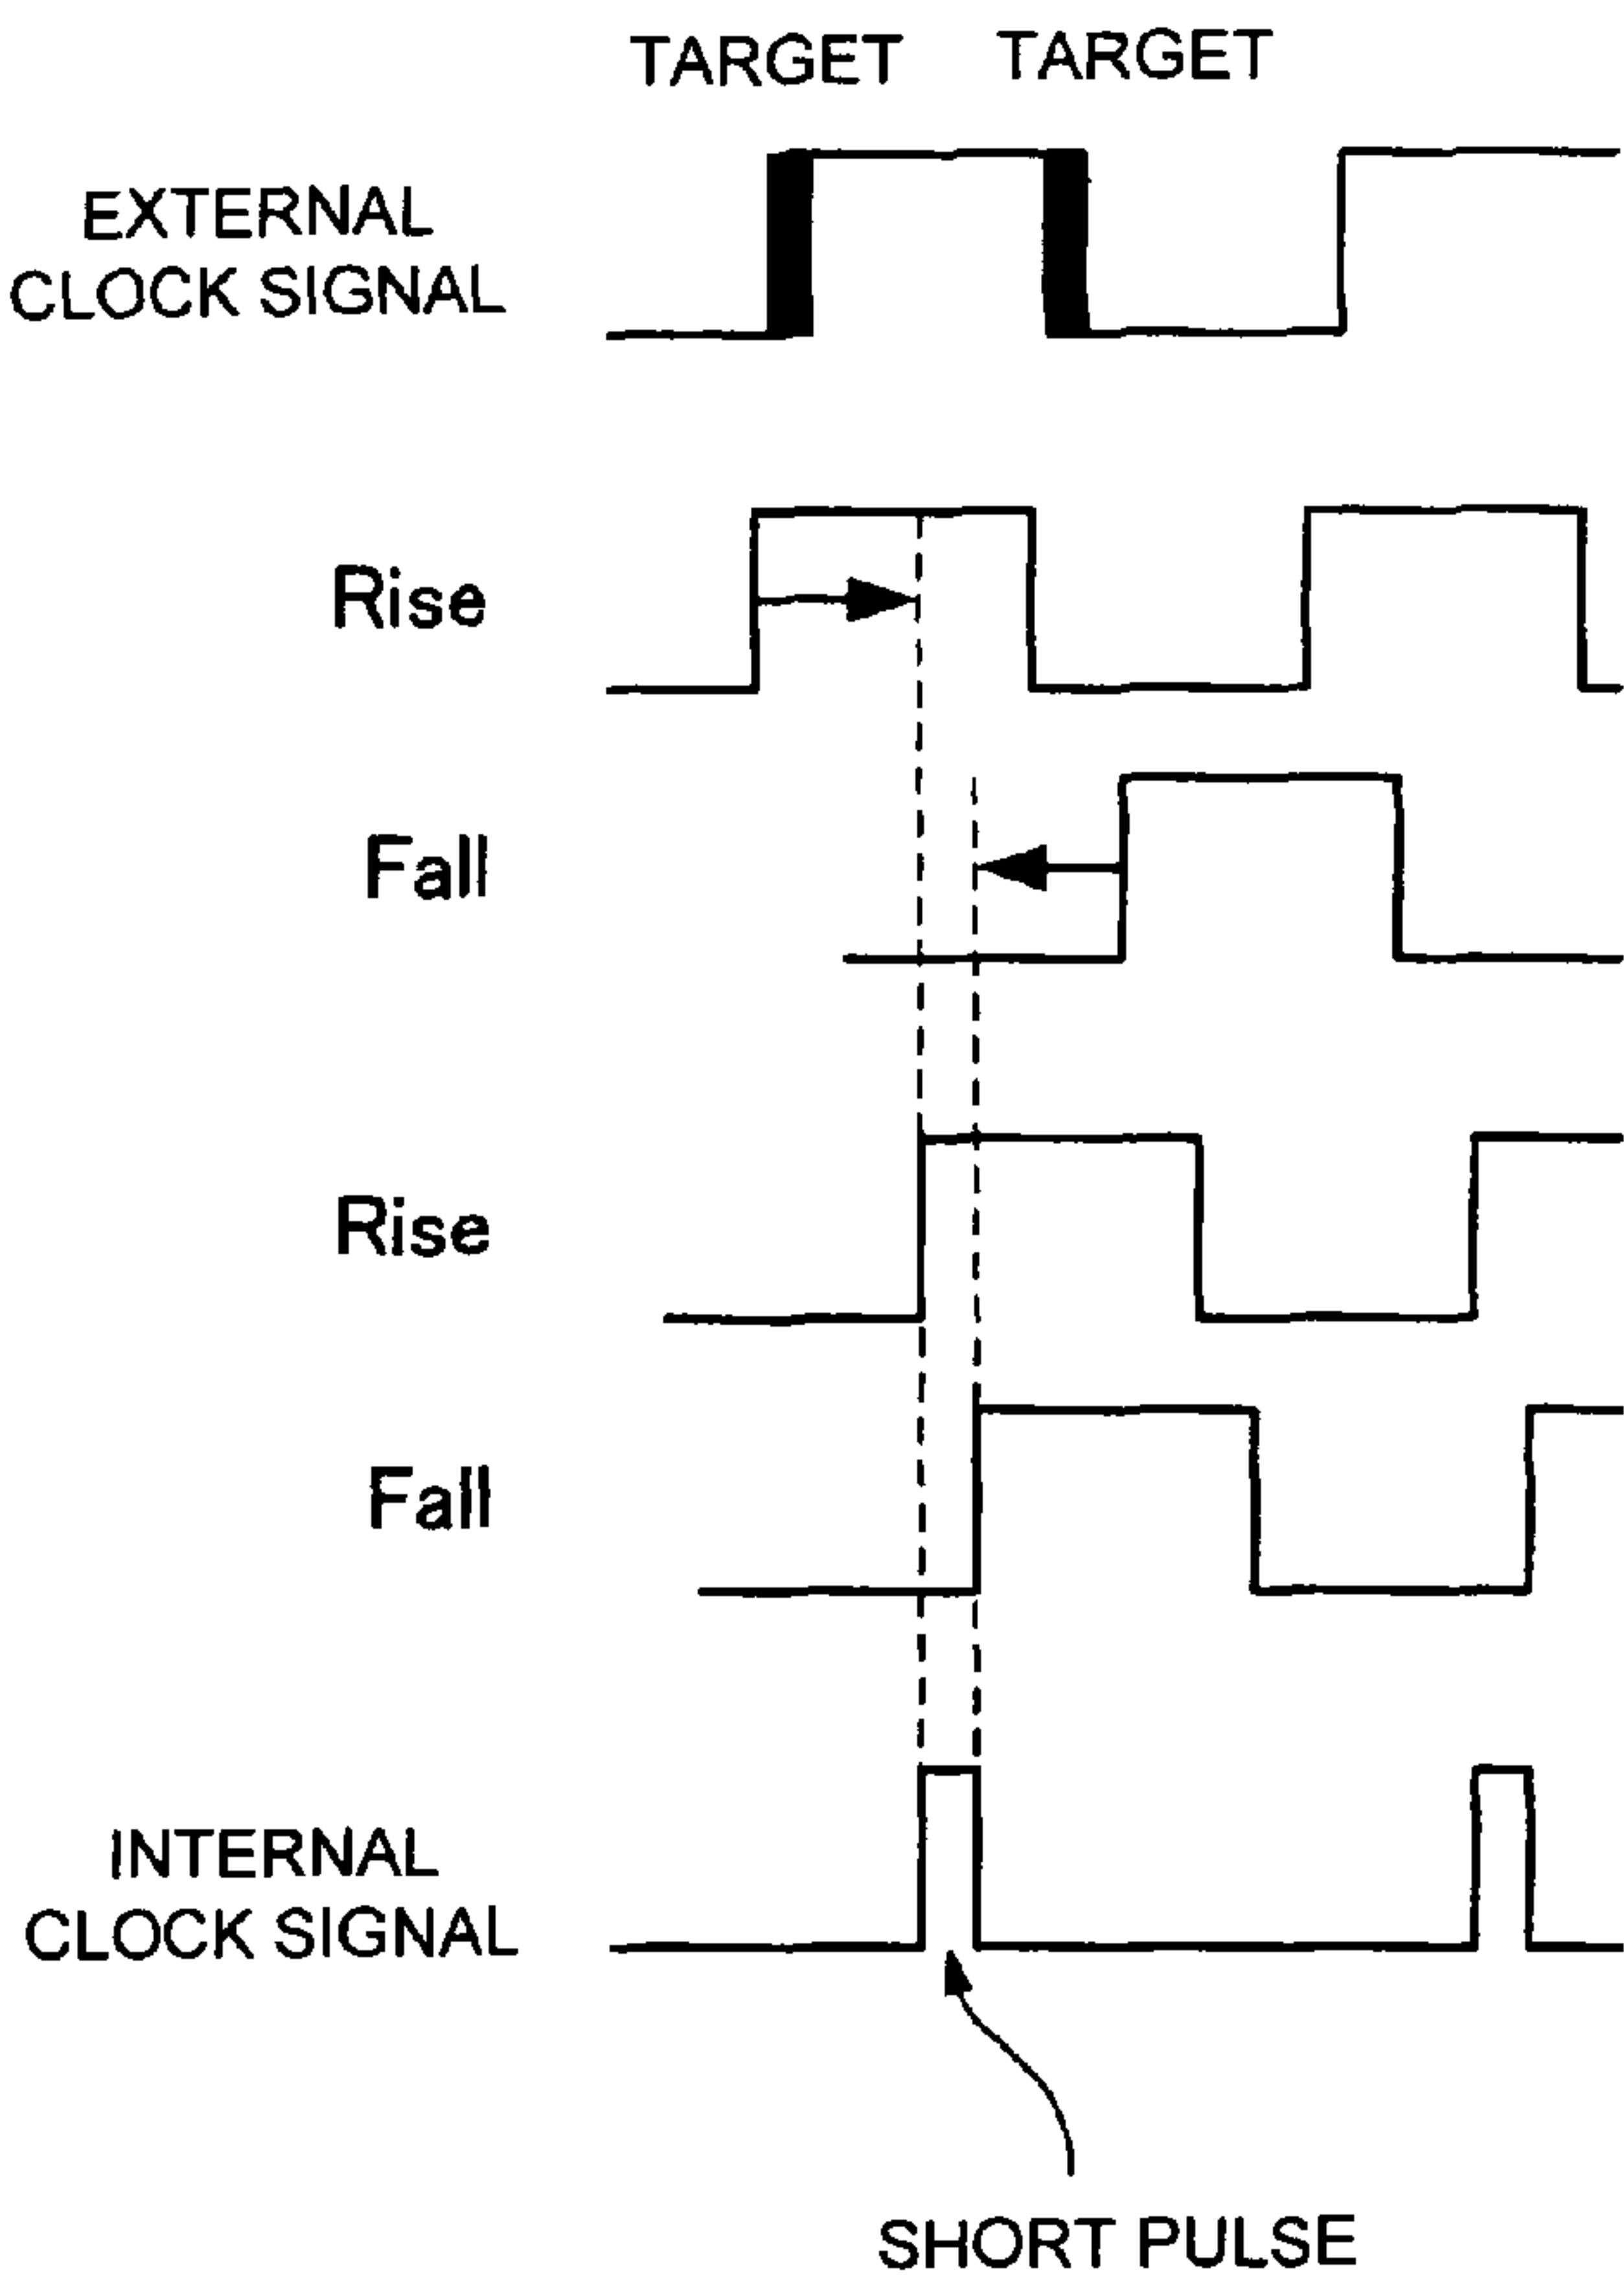 TARGET TARGET
EXTERNAL
CLOCK SIGNAL
Rise
Fall
Rise
Fall
INTERNAL
CLOCK SIGNAL
SHORT PULSE